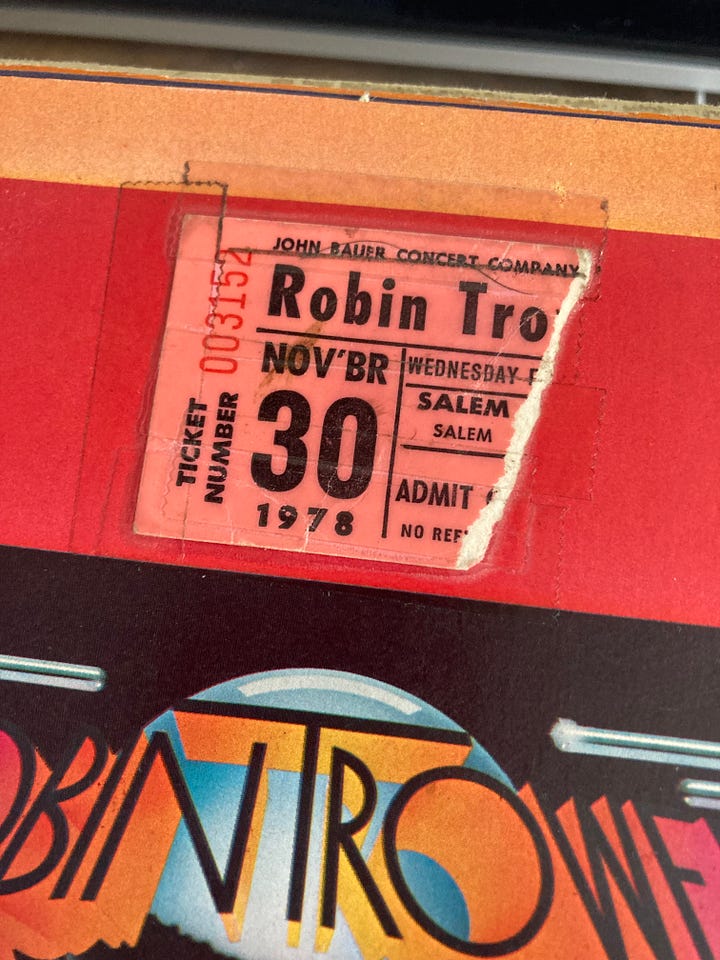 JOHN BAUER CONCERT COMPANY
Robin Tro
NOV'BR
30
1978
WEDNESDAY
SALEM
SALEM
ADMIT
NO REF
TICKET
NUMBER
003152
OBIN TROWE